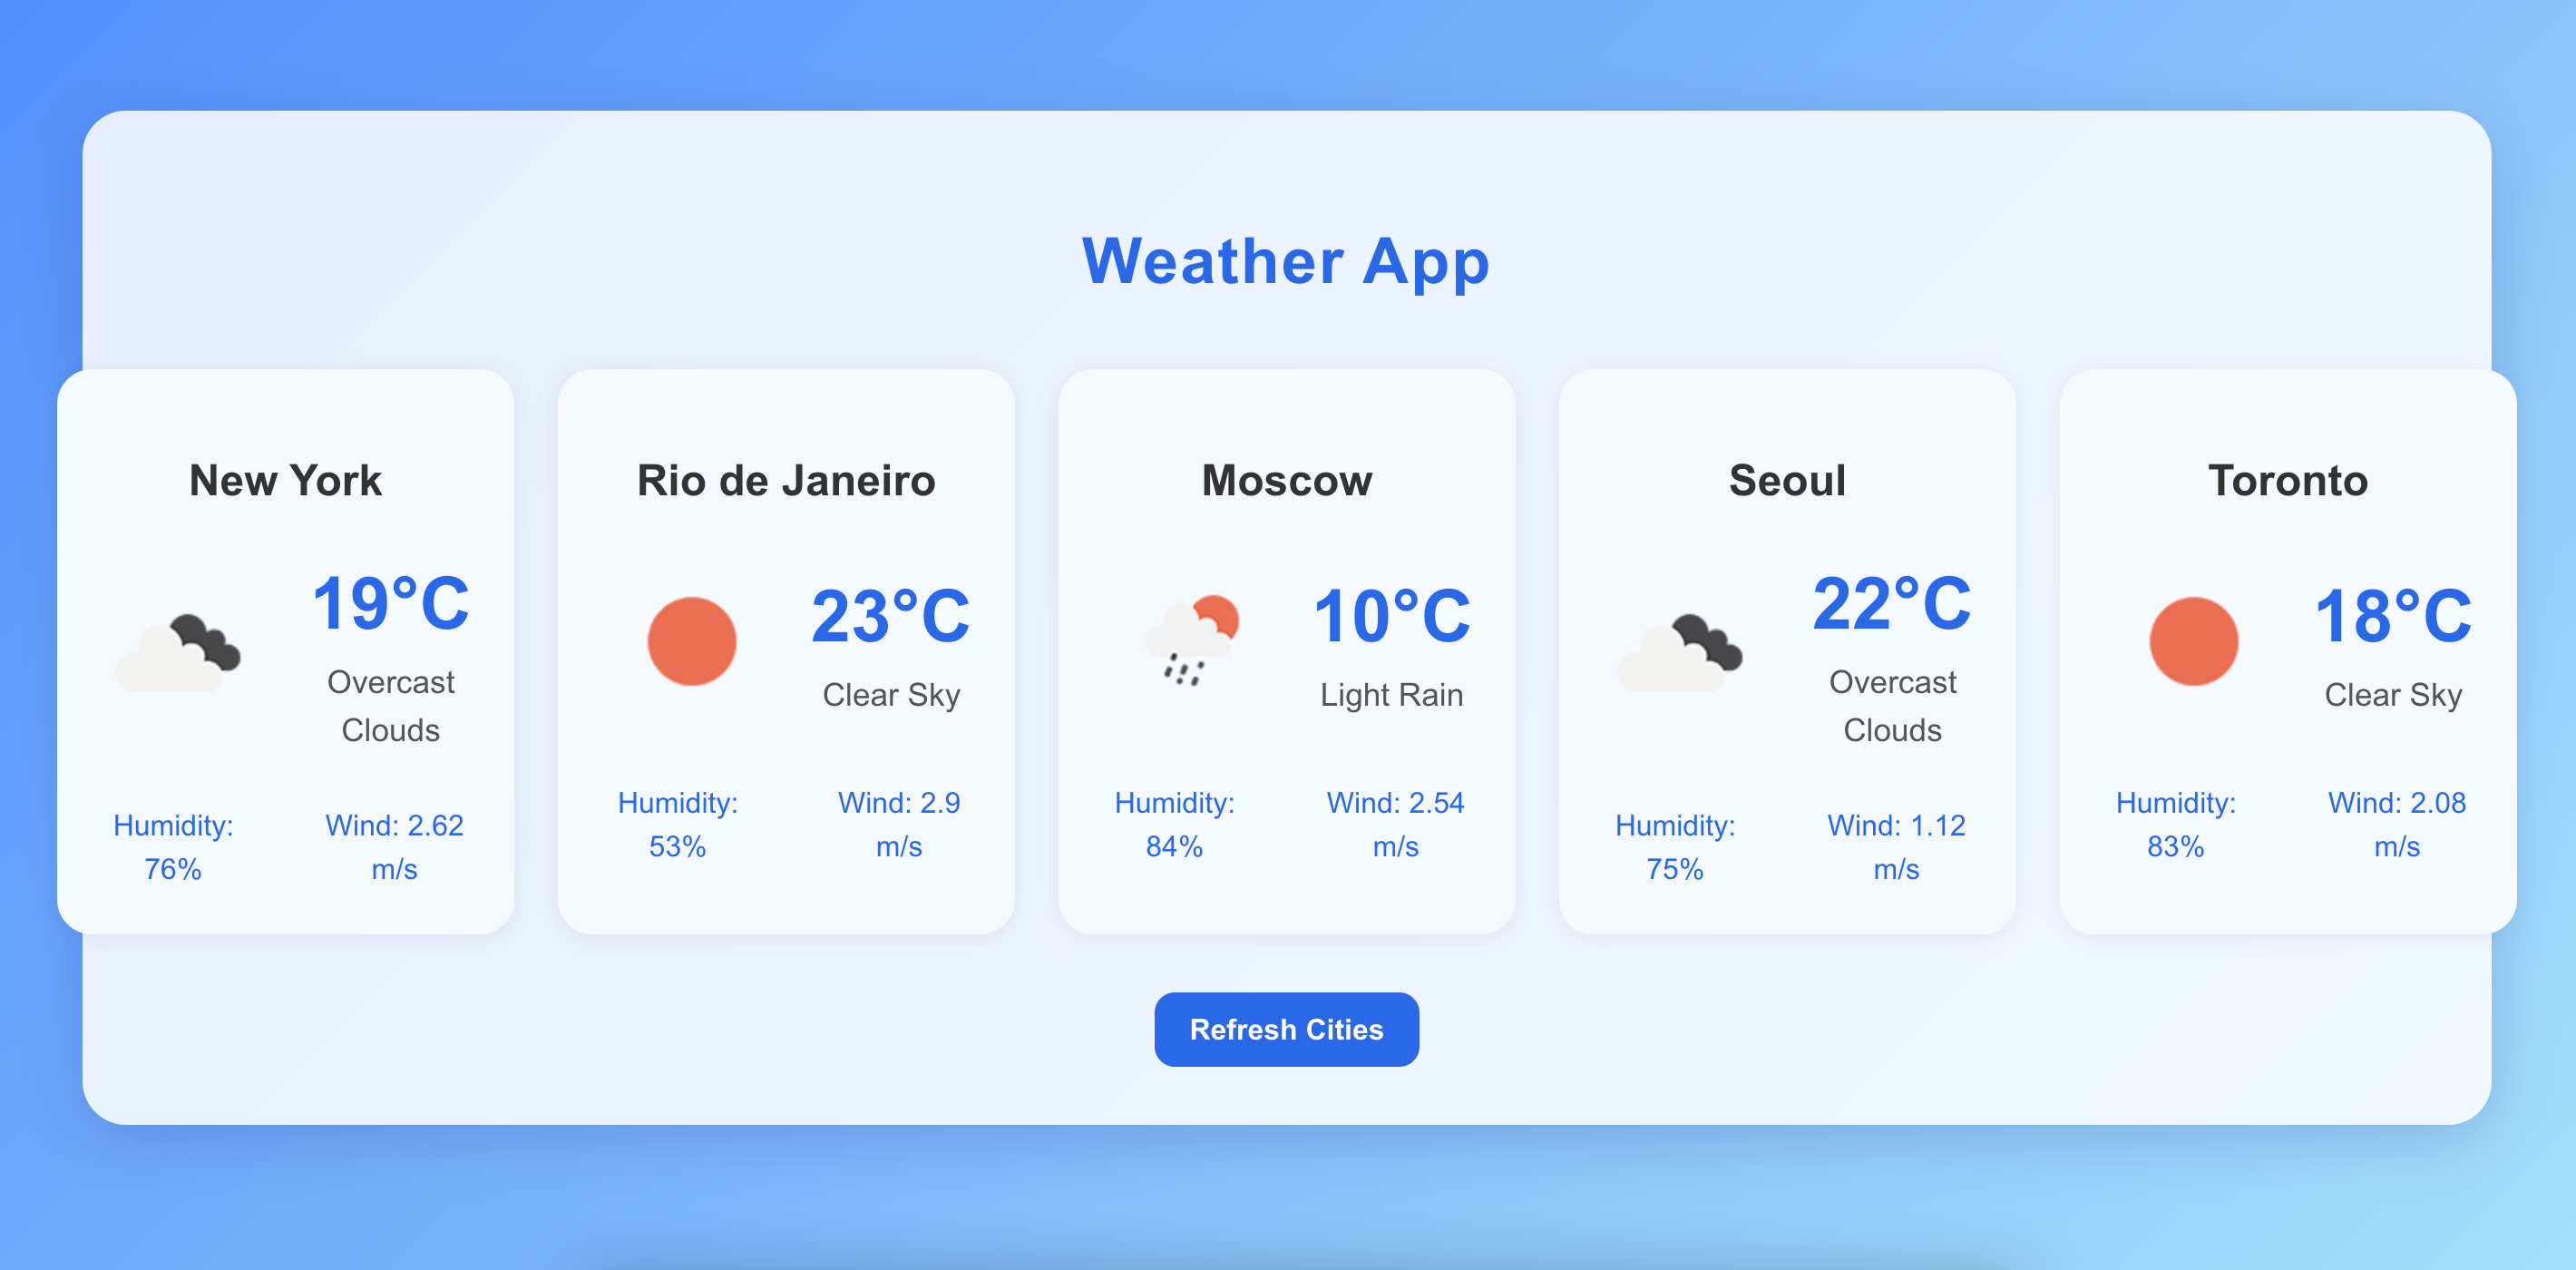 Weather App
New York
19°C
Overcast
Clouds
Humidity:
76%
Wind: 2.62
m/s
Rio de Janeiro
23°C
Clear Sky
Humidity:
53%
Wind: 2.9
m/s
Moscow
10°C
Light Rain
Humidity:
84%
Wind: 2.54
m/s
Seoul
22°C
Overcast
Clouds
Humidity:
75%
Wind: 1.12
m/s
Toronto
18°C
Clear Sky
Humidity:
83%
Wind: 2.08
m/s
Refresh Cities